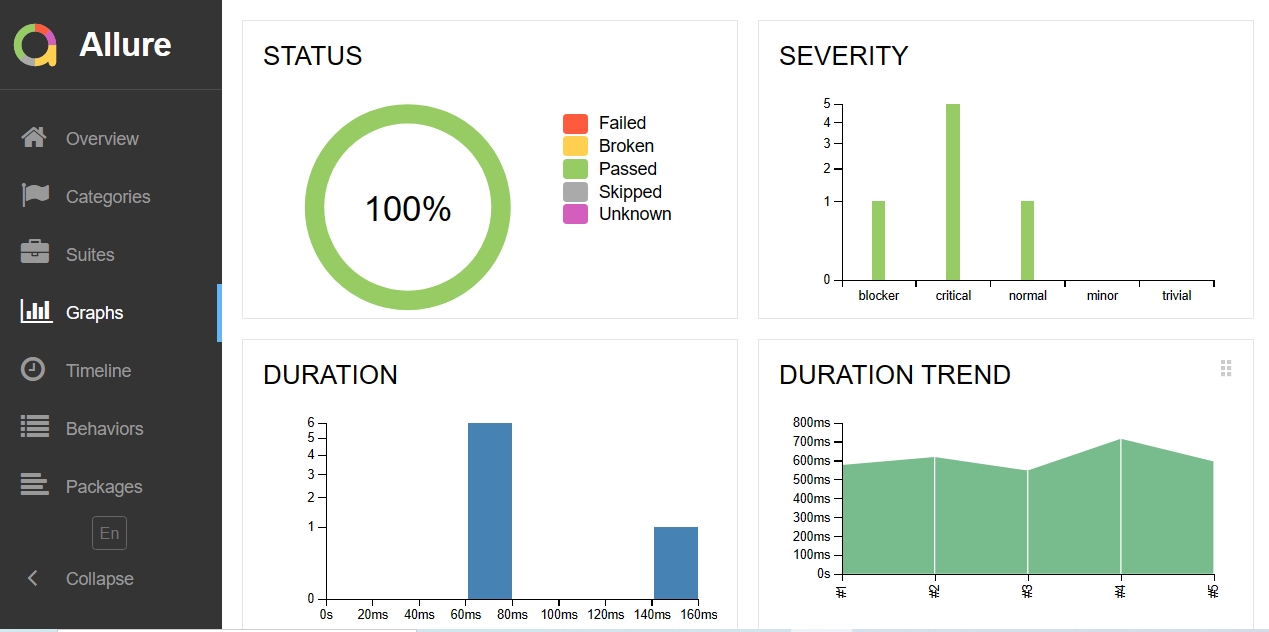 Allure
Overview
Categories
Suites
Graphs
Timeline
Behaviors
Packages
En
Collapse
STATUS
100%
Failed
Broken
Passed
Skipped
Unknown
SEVERITY
5
4
3
2
1
0
blocker critical normal minor trivial
DURATION
6
5
4
3
2
1
0
0s 20ms 40ms 60ms 80ms 100ms 120ms 140ms 160ms
DURATION TREND
800ms
700ms
600ms
500ms
400ms
300ms
200ms
100ms
0s
#1 #2 #3 #4 #5